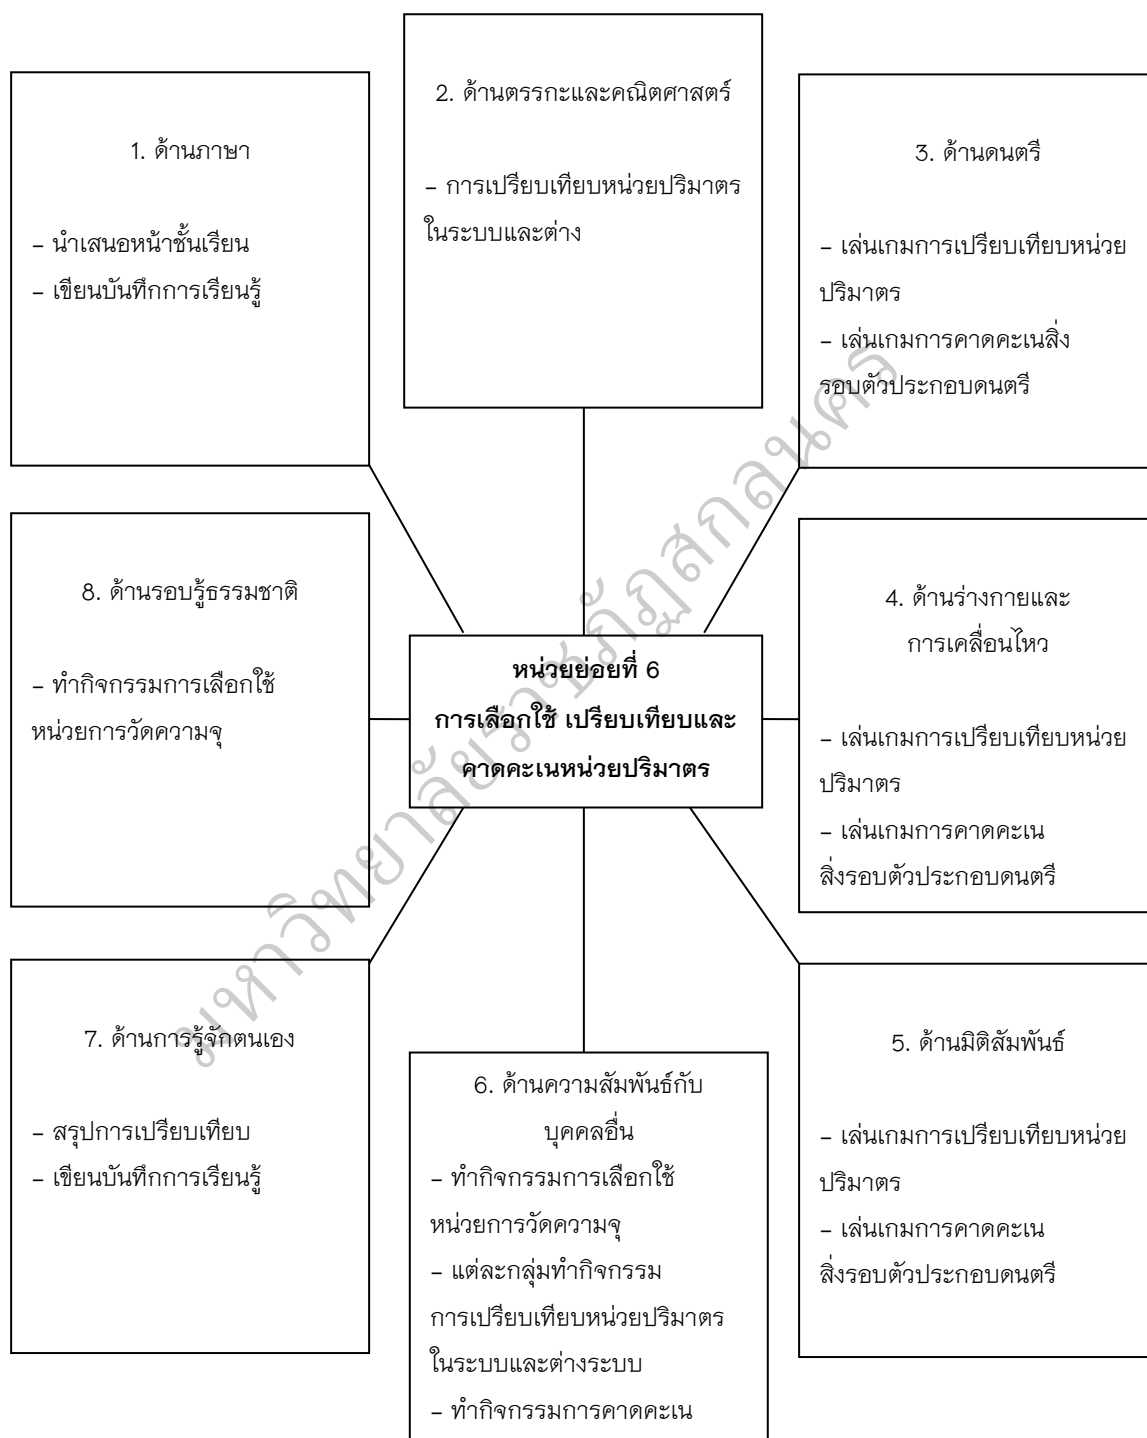 1. ด้านภาษา
– นำเสนอหน้าชั้นเรียน
– เขียนบันทึกการเรียนรู้
2. ด้านตรรกะและคณิตศาสตร์
– การเปรียบเทียบหน่วยปริมาตร
ในระบบและต่าง
3. ด้านดนตรี
– เล่นเกมการเปรียบเทียบหน่วย
ปริมาตร
– เล่นเกมการคาดคะเนสิ่ง
รอบตัวประกอบดนตรี
8. ด้านรอบรู้ธรรมชาติ
– ทำกิจกรรมการเลือกใช้
หน่วยการวัดความจุ
หน่วยย่อยที่ 6
การเลือกใช้ เปรียบเทียบและ
คาดคะเนหน่วยปริมาตร
4. ด้านร่างกายและ
การเคลื่อนไหว
– เล่นเกมการเปรียบเทียบหน่วย
ปริมาตร
– เล่นเกมการคาดคะเน
สิ่งรอบตัวประกอบดนตรี
7. ด้านการรู้จักตนเอง
– สรุปการเปรียบเทียบ
– เขียนบันทึกการเรียนรู้
6. ด้านความสัมพันธ์กับ
บุคคลอื่น
– ทำกิจกรรมการเลือกใช้
หน่วยการวัดความจุ
– แต่ละกลุ่มทำกิจกรรม
การเปรียบเทียบหน่วยปริมาตร
ในระบบและต่างระบบ
– ทำกิจกรรมการคาดคะเน
5. ด้านมิติสัมพันธ์
– เล่นเกมการเปรียบเทียบหน่วย
ปริมาตร
– เล่นเกมการคาดคะเน
สิ่งรอบตัวประกอบดนตรี
มหาวิทยาลัยราชภัฏสกลนคร